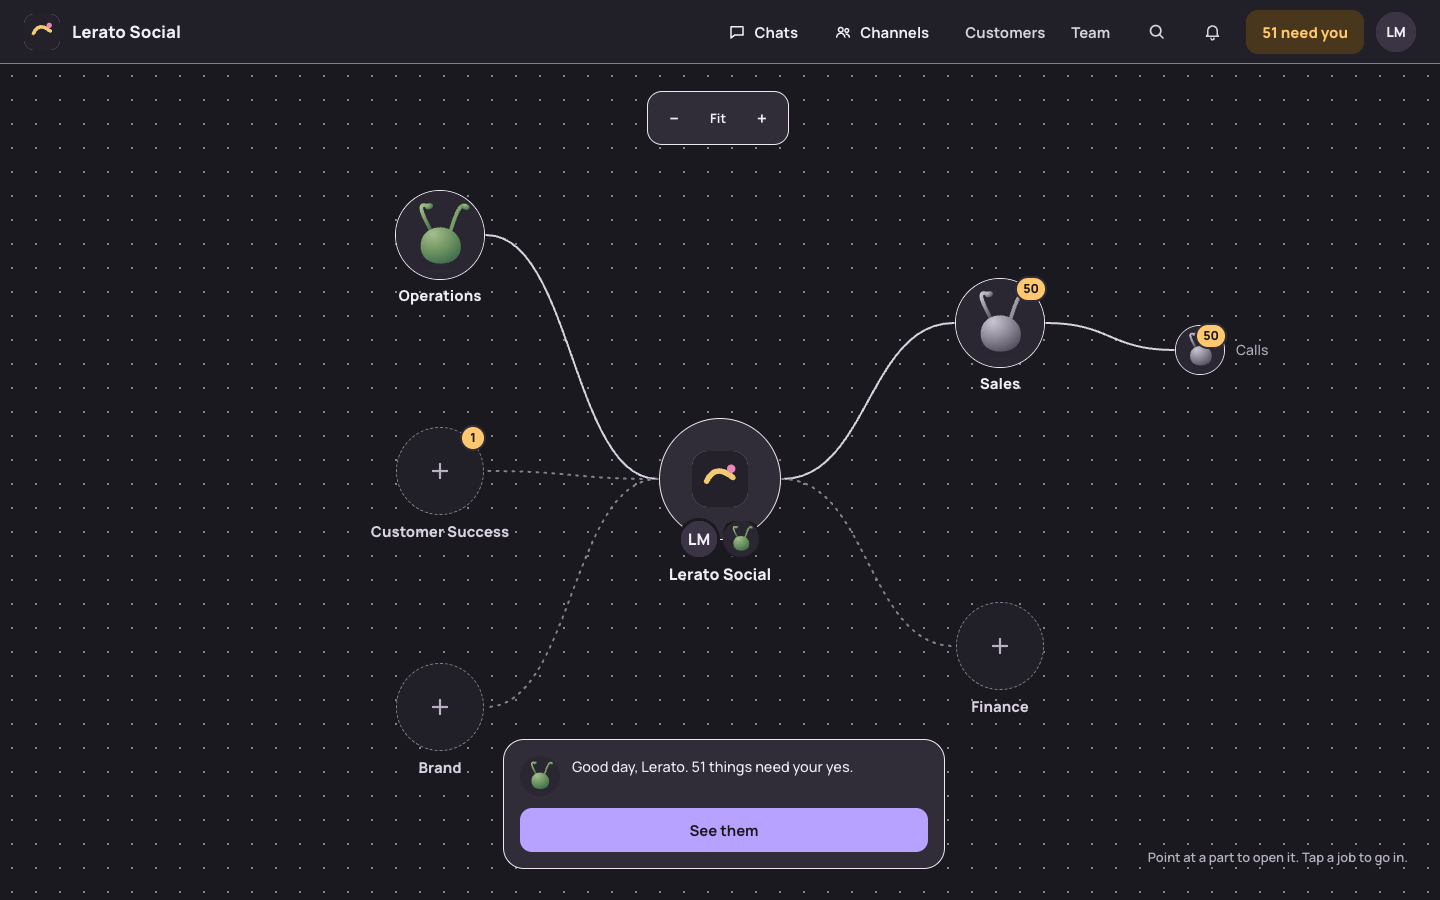 Lerato Social
Chats
Channels
Customers
Team
51 need you
LM
− Fit +
Operations
50
50
Calls
Sales
1
Customer Success
LM
Lerato Social
Finance
Brand
Good day, Lerato. 51 things need your yes.
See them
Point at a part to open it. Tap a job to go in.